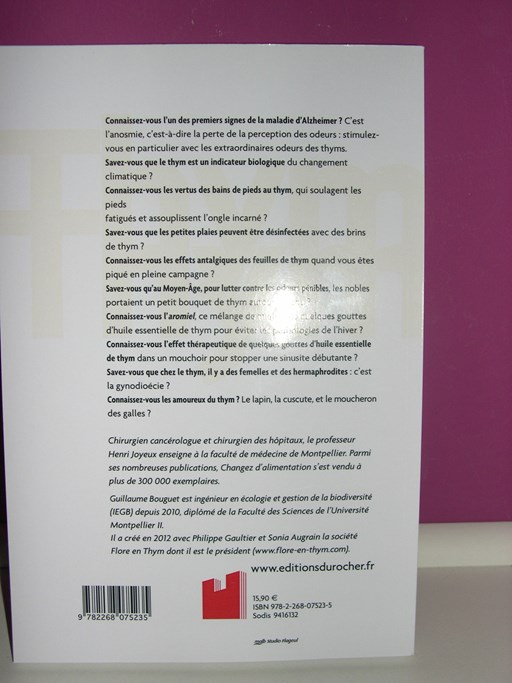 Connaissez-vous l'un des premiers signes de la maladie d'Alzheimer ? C'est
l'anosmie, c'est-à-dire la perte de la perception des odeurs : stimulez-
vous en particulier avec les extraordinaires odeurs des thyms.
Savez-vous que le thym est un indicateur biologique du changement
climatique ?
Connaissez-vous les vertus des bains de pieds au thym, qui soulagent les
pieds
fatigués et assouplissent l'ongle incarné ?
Savez-vous que les petites plaies peuvent être désinfectées avec des brins
de thym ?
Connaissez-vous les effets antalgiques des feuilles de thym quand vous êtes
piqué en pleine campagne ?
Savez-vous qu'au Moyen-Âge, pour lutter contre les odeurs pénibles, les nobles
portaient un petit bouquet de thym ?
Connaissez-vous l'aromiel, ce mélange de quelques gouttes
d'huile essentielle de thym pour éviter les pathologies de l'hiver ?
Connaissez-vous l'effet thérapeutique de quelques gouttes d'huile essentielle
de thym dans un mouchoir pour stopper une sinusite débutante ?
Savez-vous que chez le thym, il y a des femelles et des hermaphrodites : c'est
la gynodioécie ?
Connaissez-vous les amoureux du thym ? Le lapin, la cuscute, et le moucheron
des galles ?
Chirurgien cancérologue et chirurgien des hôpitaux, le professeur
Henri Joyeux enseigne à la faculté de médecine de Montpellier. Parmi
ses nombreuses publications, Changez d'alimentation s'est vendu à
plus de 300 000 exemplaires.
Guillaume Bouguet est ingénieur en écologie et gestion de la biodiversité
(IEGB) depuis 2010, diplômé de la Faculté des Sciences de l'Université
Montpellier II.
Il a créé en 2012 avec Philippe Gaultier et Sonia Augrain la société
Flore en Thym dont il est le président (www.flore-en-thym.com).
www.editionsdurocher.fr
15,90 €
ISBN 978-2-268-07523-5
Sodis 9416132
9 782268 075235
Studio Piagoul